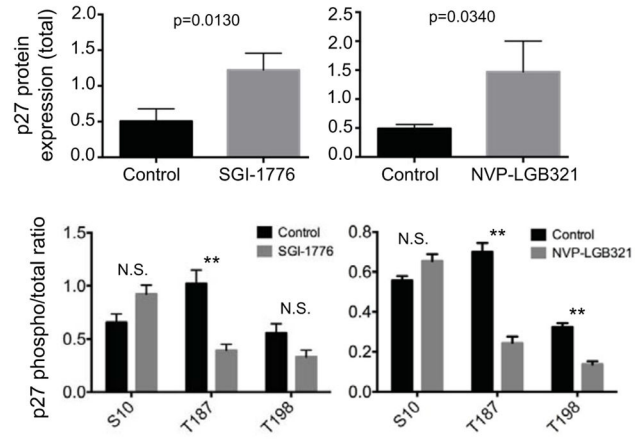 p27 protein
expression (total)
2.0
1.5
1.0
0.5
0.0
p=0.0130
Control
SGI-1776
2.5
2.0
1.5
1.0
0.5
0.0
p=0.0340
Control
NVP-LGB321
p27 phospho/total ratio
1.5
1.0
0.5
0.0
Control
SGI-1776
N.S.
**
N.S.
S10
T187
T198
0.8
0.6
0.4
0.2
0.0
Control
NVP-LGB321
N.S.
**
**
S10
T187
T198